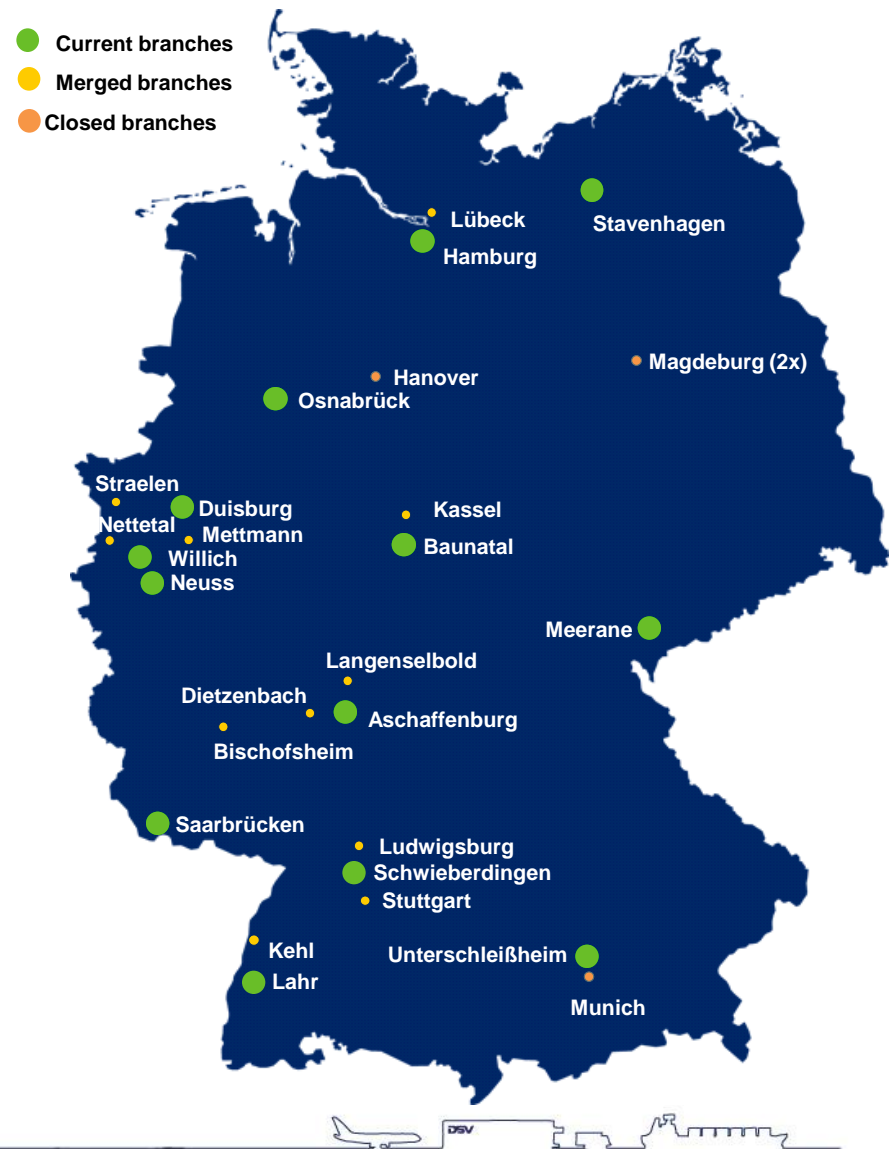 Current branches
Merged branches
Closed branches
Lübeck
Stavenhagen
Hamburg
Magdeburg (2x)
Hanover
Osnabrück
Straelen
Duisburg
Kassel
Nettetal
Mettmann
Baunatal
Willich
Neuss
Meerane
Langenselbold
Dietzenbach
Aschaffenburg
Bischofsheim
Saarbrücken
Ludwigsburg
Schwieberdingen
Stuttgart
Kehl
Unterschleißheim
Lahr
Munich
DSV